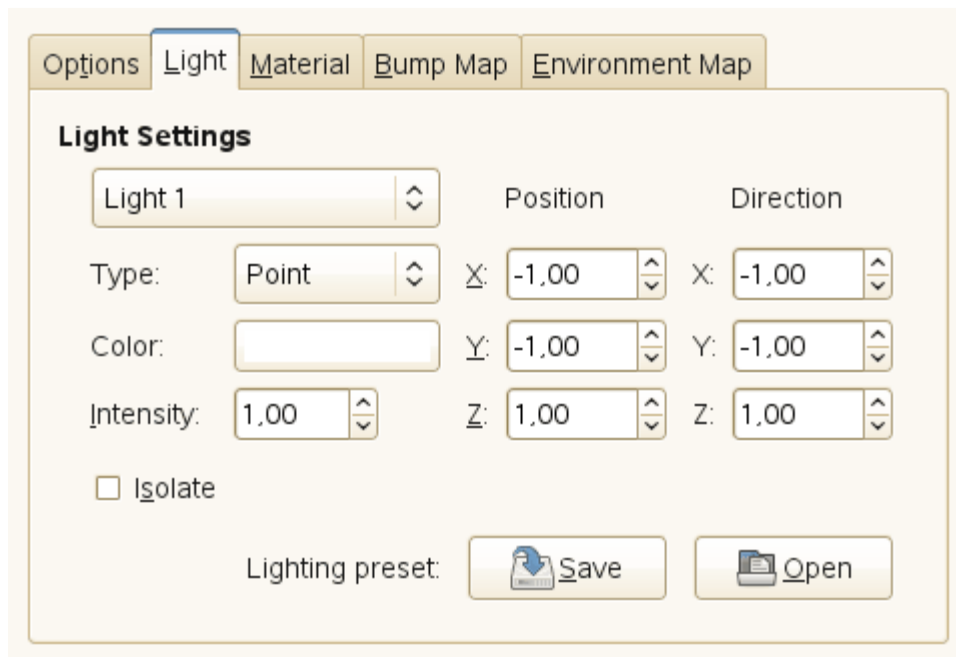 Options Light Material Bump Map Environment Map
Light Settings
Light 1 Position Direction
Type: Point X: -1,00 X: -1,00
Color: Y: -1,00 Y: -1,00
Intensity: 1,00 Z: 1,00 Z: 1,00
Isolate
Lighting preset: Save Open